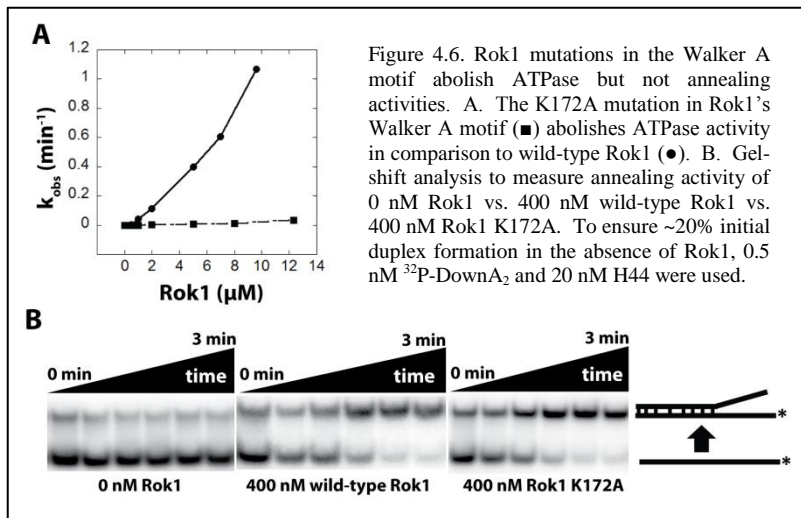 A
1.2
1
0.8
0.6
0.4
0.2
0
k_obs (min⁻¹)
0 2 4 6 8 10 12 14
Rok1 (µM)
Figure 4.6. Rok1 mutations in the Walker A
motif abolish ATPase but not annealing
activities. A. The K172A mutation in Rok1's
Walker A motif (■) abolishes ATPase activity
in comparison to wild-type Rok1 (●). B. Gel-
shift analysis to measure annealing activity of
0 nM Rok1 vs. 400 nM wild-type Rok1 vs.
400 nM Rok1 K172A. To ensure ~20% initial
duplex formation in the absence of Rok1, 0.5
nM ³²P-DownA₂ and 20 nM H44 were used.
B
3 min 3 min 3 min
0 min time 0 min time 0 min time
*
*
0 nM Rok1 400 nM wild-type Rok1 400 nM Rok1 K172A